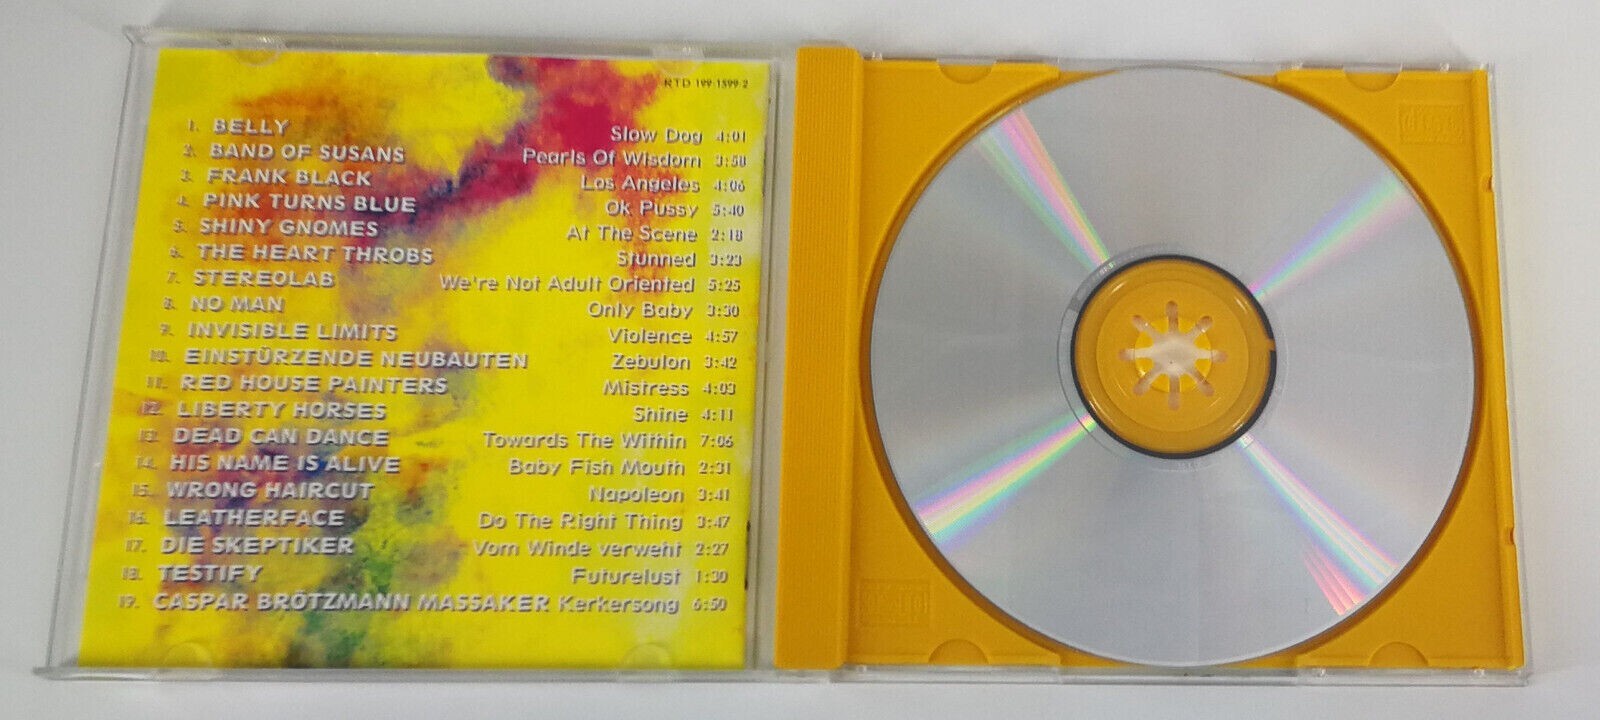 RTD 199-1599-2
1. BELLY Slow Dog 4:01
2. BAND OF SUSANS Pearls Of Wisdom 3:58
3. FRANK BLACK Los Angeles 4:06
4. PINK TURNS BLUE Ok Pussy 5:40
5. SHINY GNOMES At The Scene 2:18
6. THE HEART THROBS Stunned 3:23
7. STEREOLAB We're Not Adult Oriented 5:25
8. NO MAN Only Baby 3:30
9. INVISIBLE LIMITS Violence 4:57
10. EINSTÜRZENDE NEUBAUTEN Zebulon 3:42
11. RED HOUSE PAINTERS Mistress 4:03
12. LIBERTY HORSES Shine 4:11
13. DEAD CAN DANCE Towards The Within 7:06
14. HIS NAME IS ALIVE Baby Fish Mouth 2:31
15. WRONG HAIRCUT Napoleon 3:41
16. LEATHERFACE Do The Right Thing 3:47
17. DIE SKEPTIKER Vom Winde verweht 2:27
18. TESTIFY Futurelust 1:30
19. CASPAR BRÖTZMANN MASSAKER Kerkersong 6:50